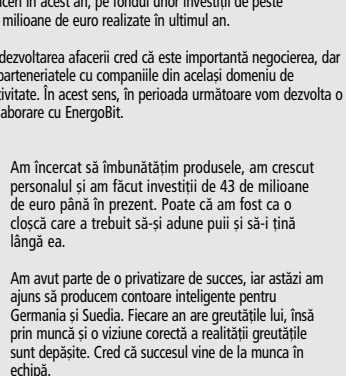 aceri în acest an, pe fondul unor investiții de peste
milioane de euro realizate în ultimul an.
dezvoltarea afacerii cred că este importantă negocierea, dar
parteneriatele cu companiile din același domeniu de
tivitate. În acest sens, în perioada următoare vom dezvolta o
laborare cu EnergoBit.
Am încercat să îmbunătățim produsele, am crescut
personalul și am făcut investiții de 43 de milioane
de euro până în prezent. Poate că am fost ca o
cloșcă care a trebuit să-și adune puii și să-i țină
lângă ea.
Am avut parte de o privatizare de succes, iar astăzi am
ajuns să producem contoare inteligente pentru
Germania și Suedia. Fiecare an are greutățile lui, însă
prin muncă și o viziune corectă a realității greutățile
sunt depășite. Cred că succesul vine de la munca în
echipă.